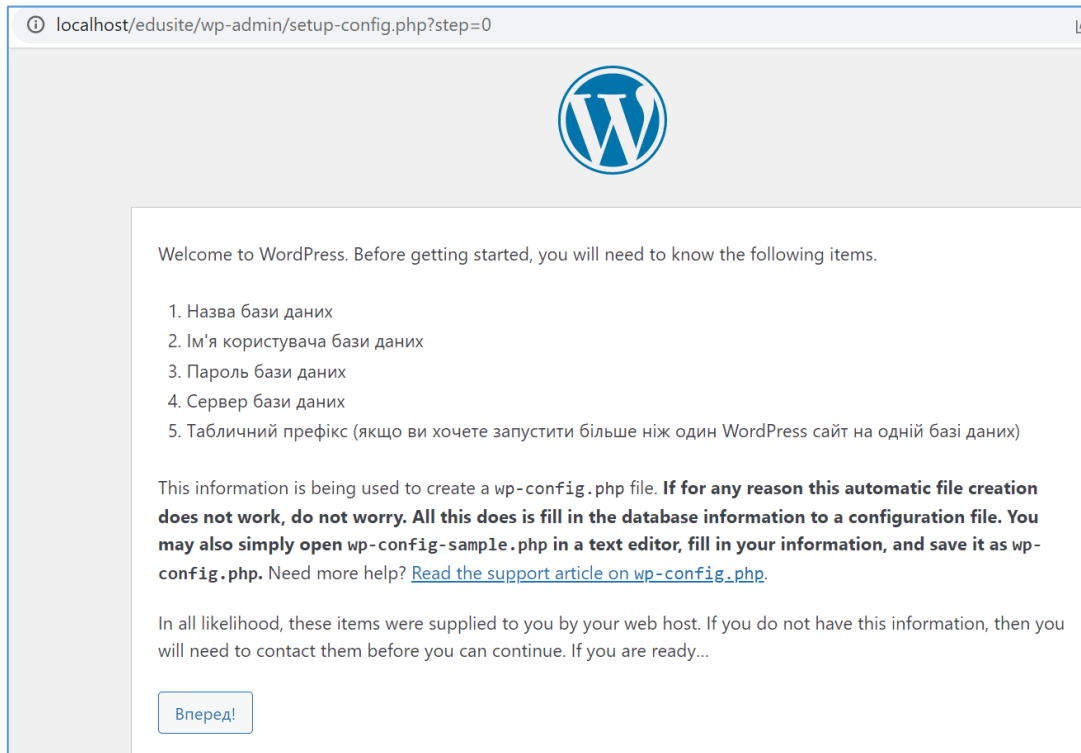 localhost/edusite/wp-admin/setup-config.php?step=0
Welcome to WordPress. Before getting started, you will need to know the following items.
1. Назва бази даних
2. Ім'я користувача бази даних
3. Пароль бази даних
4. Сервер бази даних
5. Табличний префікс (якщо ви хочете запустити більше ніж один WordPress сайт на одній базі даних)
This information is being used to create a wp-config.php file. If for any reason this automatic file creation
does not work, do not worry. All this does is fill in the database information to a configuration file. You
may also simply open wp-config-sample.php in a text editor, fill in your information, and save it as wp-
config.php. Need more help? Read the support article on wp-config.php.
In all likelihood, these items were supplied to you by your web host. If you do not have this information, then you
will need to contact them before you can continue. If you are ready...
Вперед!